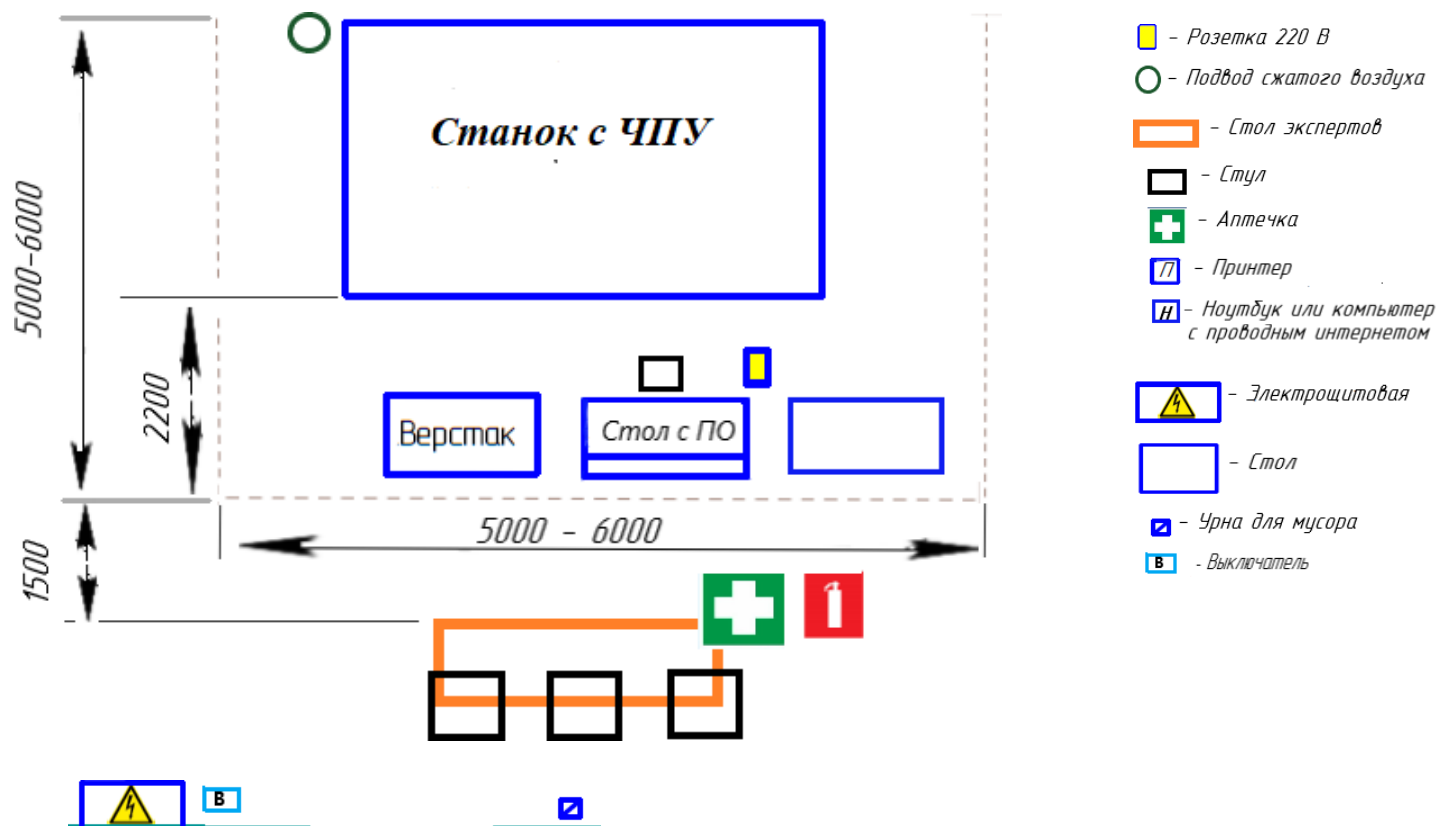 Станок с ЧПУ
5000-6000
2200
Верстак
Стол с ПО
5000 - 6000
1500
В
- Розетка 220 В
- Подвод сжатого воздуха
- Стол экспертов
- Стул
- Аптечка
П - Принтер
Н - Ноутбук или компьютер
с проводным интернетом
- Электрощитовая
- Стол
- Урна для мусора
В - Выключатель